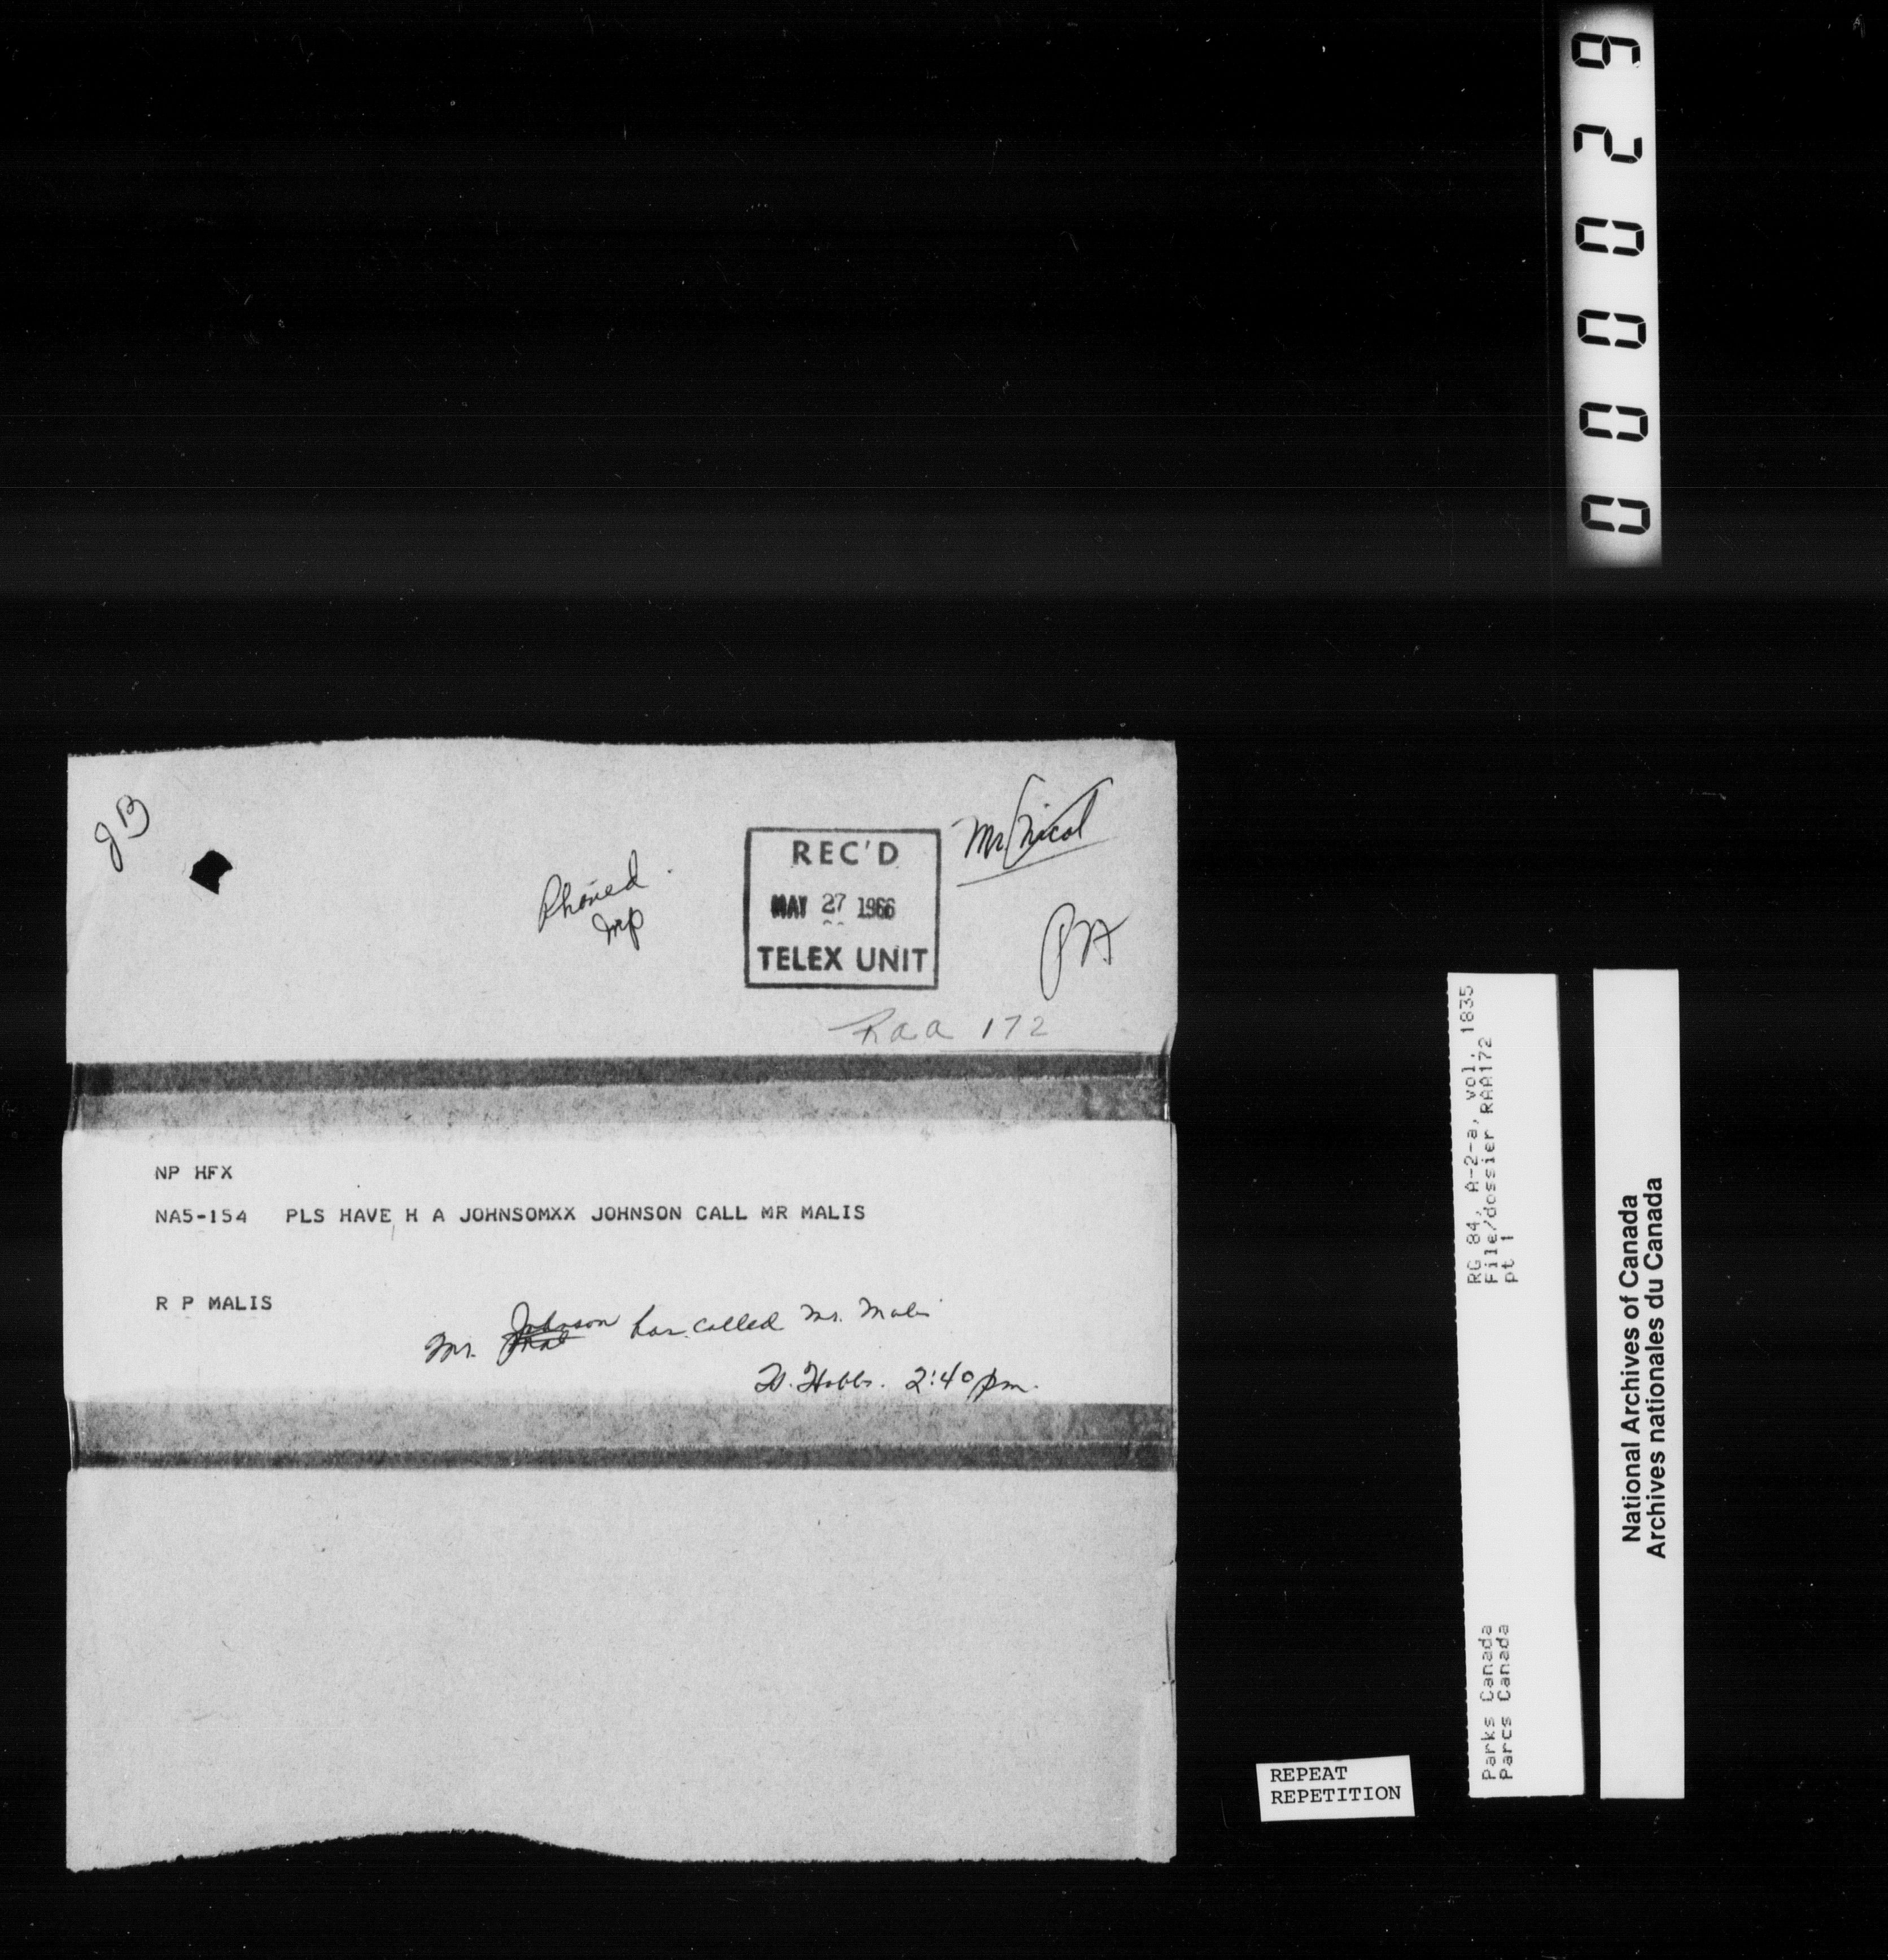 000029
JB
Phoned
mp
REC'D
MAY 27 1966
TELEX UNIT
Mr. Nicol
PA
Raa 172
NP HFX
NA5-154 PLS HAVE H A JOHNSOMXX JOHNSON CALL MR MALIS
R P MALIS
Mr. Johnson has called Mr. Malis
W. Hobbs. 2:40 pm.
RG 84, A-2-a, vol. 1835
File/dossier RAA172
pt 1
Parks Canada
Parcs Canada
National Archives of Canada
Archives nationales du Canada
REPEAT
REPETITION